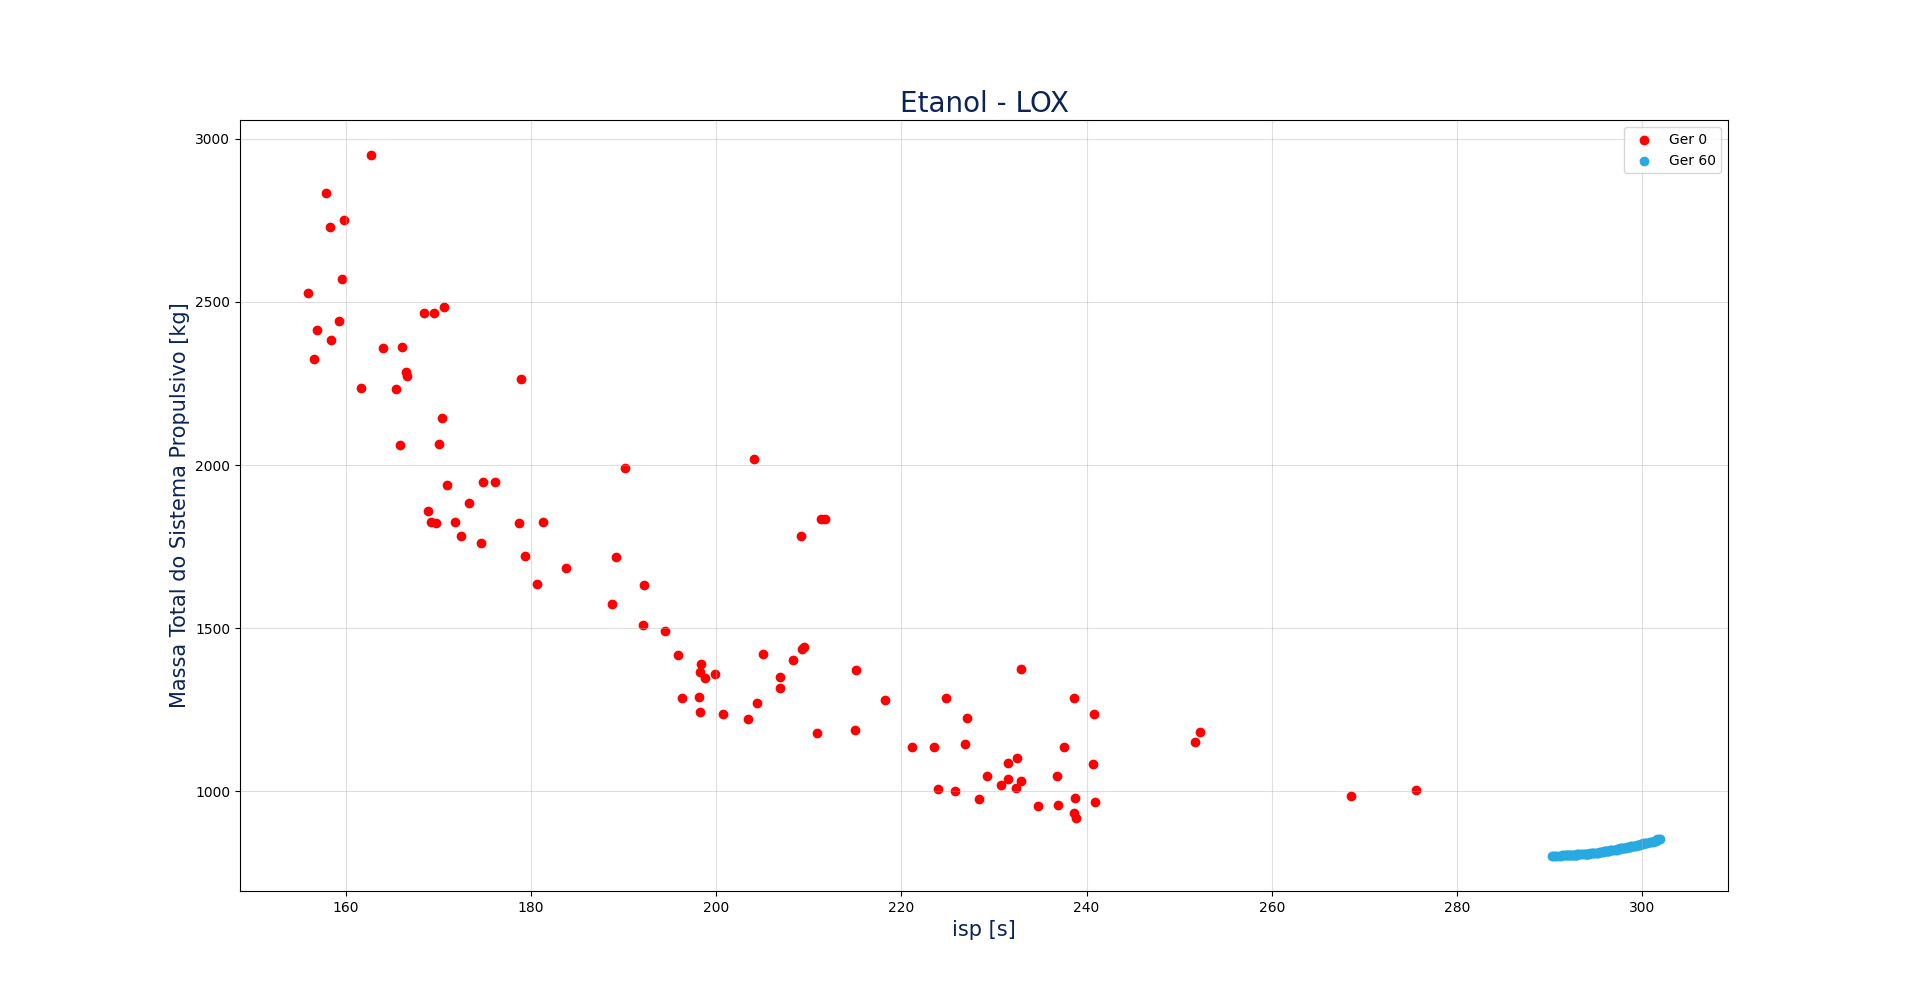 Etanol - LOX
Ger 0
Ger 60
Massa Total do Sistema Propulsivo [kg]
3000
2500
2000
1500
1000
160 180 200 220 240 260 280 300
isp [s]